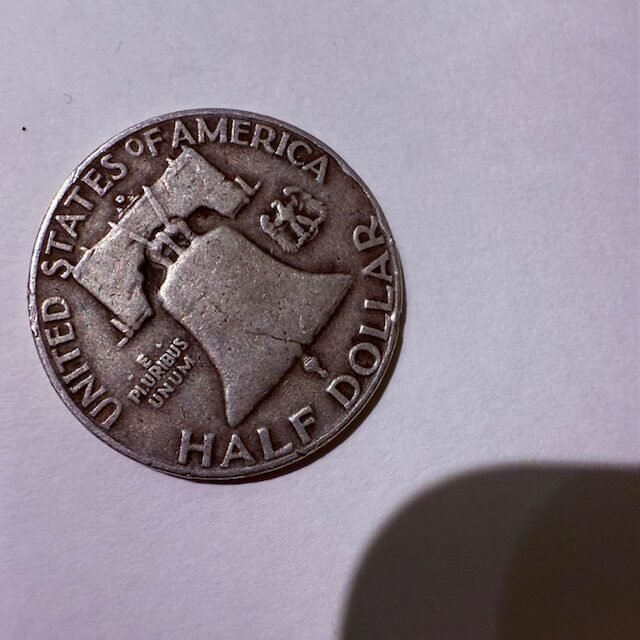 UNITED STATES OF AMERICA
E·
PLURIBUS
UNUM
HALF DOLLAR